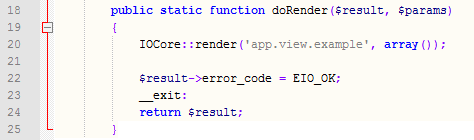 18 public static function doRender($result, $params)
19 {
20 IOCore::render('app.view.example', array());
21
22 $result->error_code = EIO_OK;
23 __exit:
24 return $result;
25 }